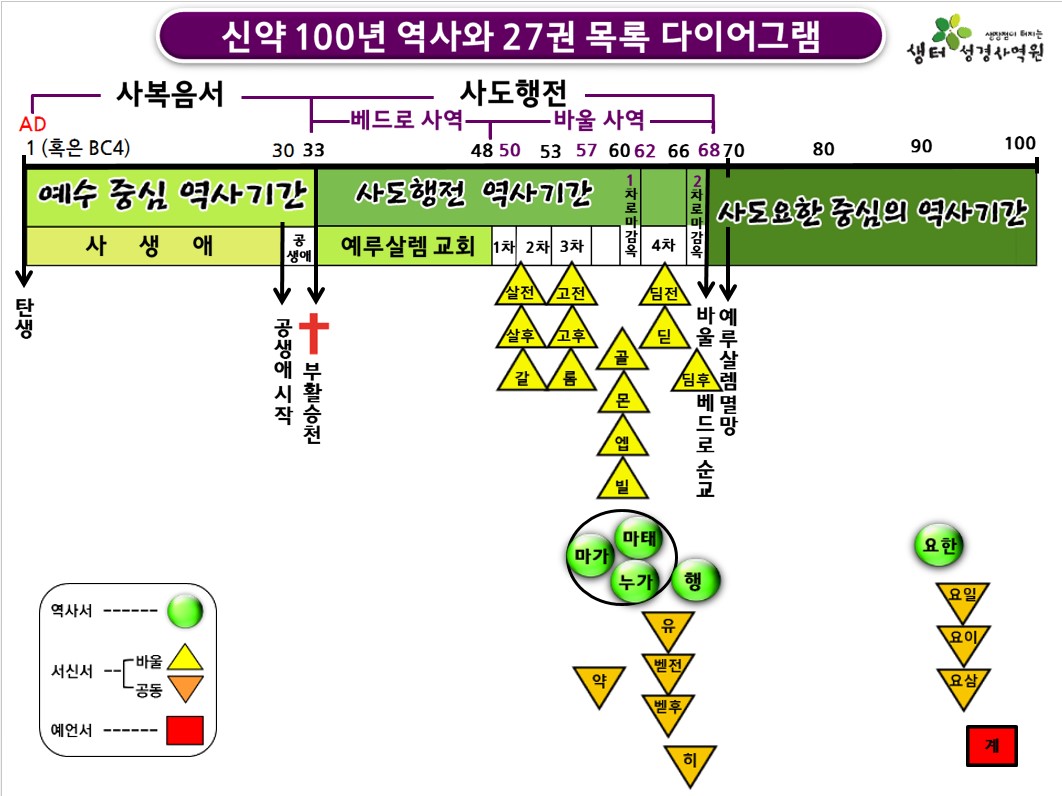 신약 100년 역사와 27권 목록 다이어그램
생장점이 터지는
생터 성경사역원
사복음서
사도행전
베드로 사역
바울 사역
AD
1 (혹은 BC4)
30 33 48 50 53 57 60 62 66 68 70 80 90 100
예수 중심 역사기간
사도행전 역사기간
1차로마감옥
2차로마감옥
사도요한 중심의 역사기간
사 생 애
공생애
예루살렘 교회
1차 2차 3차 4차
탄생
공생애 시작
부활승천
바울 베드로 순교
예루살렘멸망
살전 고전 딤전
살후 고후 딛
갈 롬 골 딤후
몬
엡
빌
마가 마태 누가 행
요한
유
벧전
벧후
약
히
요일
요이
요삼
계
역사서 ------
서신서 -- 바울
공동
예언서 ------